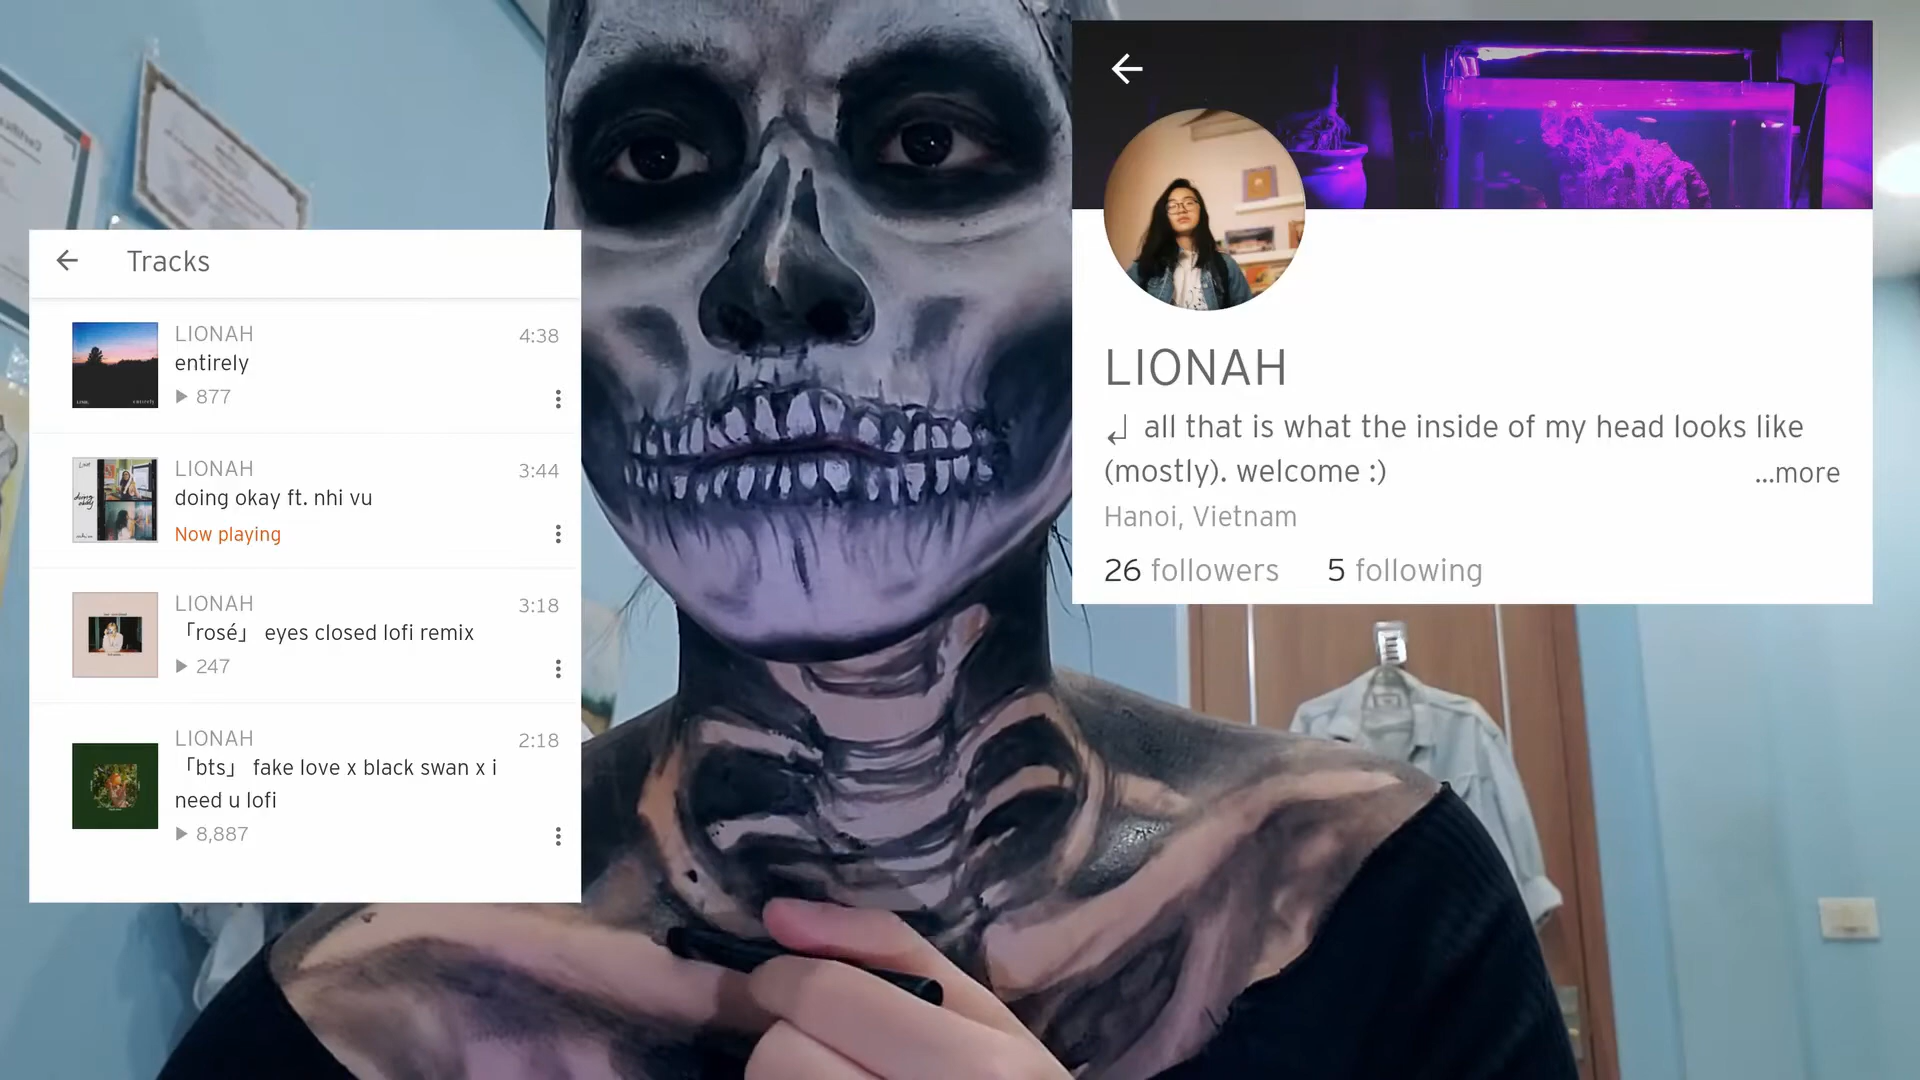 Tracks
LIONAH
4:38
entirely
877
LIONAH
3:44
doing okay ft. nhi vu
Now playing
LIONAH
3:18
「rosé」 eyes closed lofi remix
247
LIONAH
2:18
「bts」 fake love x black swan x i
need u lofi
8,887
LIONAH
↲ all that is what the inside of my head looks like
(mostly). welcome :)
...more
Hanoi, Vietnam
26 followers 5 following